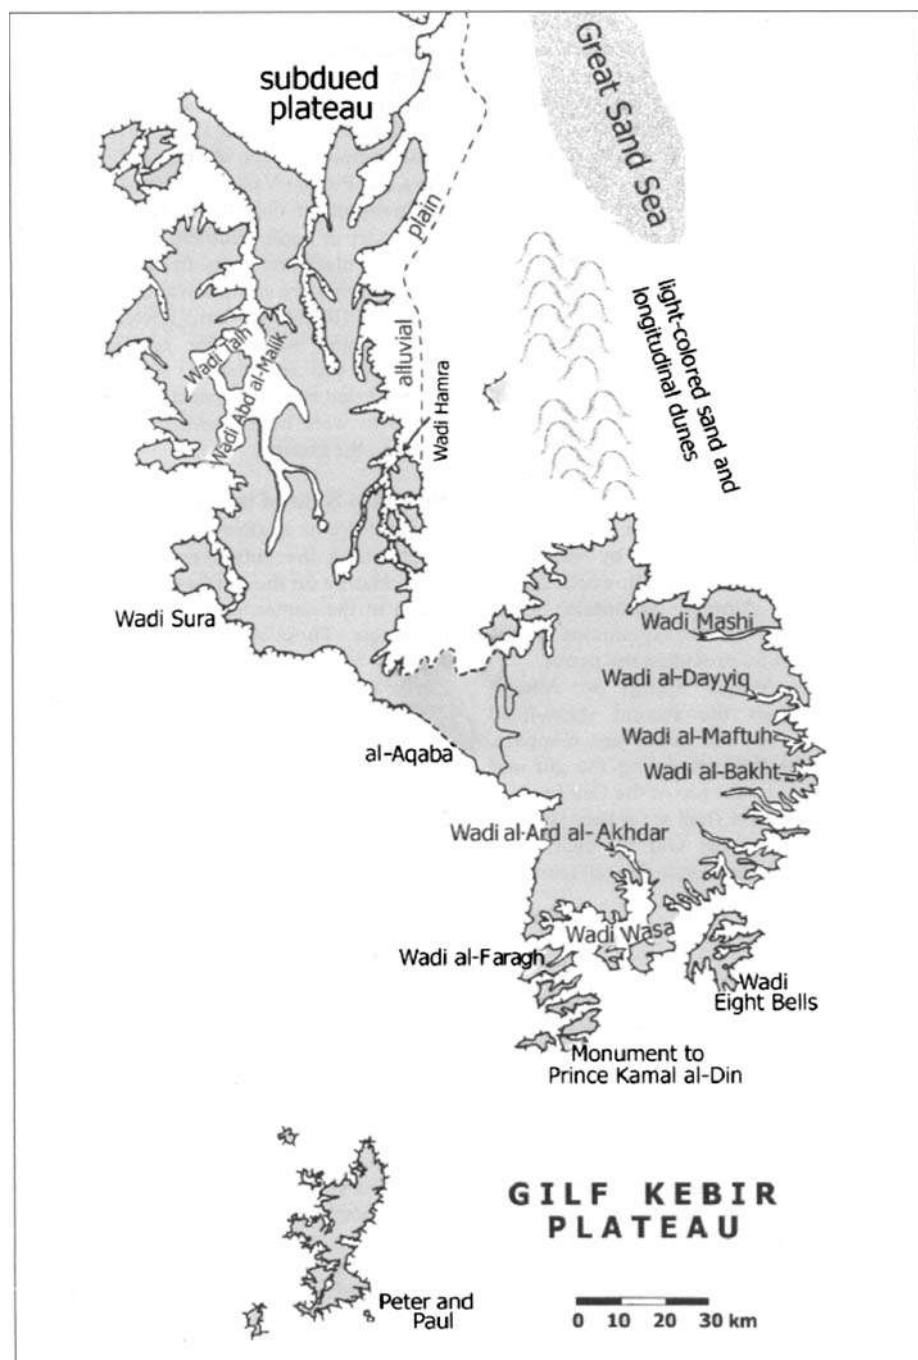 Great Sand Sea
subdued
plateau
plain
light-colored sand and
longitudinal dunes
alluvial
Wadi Talh
Wadi Abd al-Malik
Wadi Hamra
Wadi Sura
Wadi Mashi
Wadi al-Dayyiq
Wadi al-Maftuh
al-Aqaba
Wadi al-Bakht
Wadi al-Ard al-Akhdar
Wadi Wasa
Wadi al-Faragh
Wadi
Eight Bells
Monument to
Prince Kamal al-Din
GILF KEBIR
PLATEAU
Peter and
Paul
0 10 20 30 km